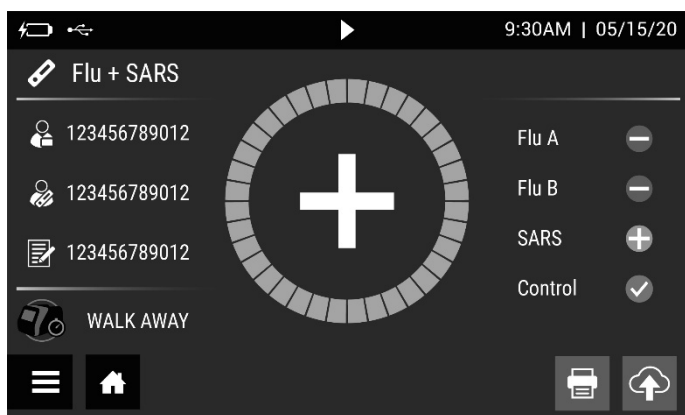 9:30AM | 05/15/20
Flu + SARS
123456789012
123456789012
123456789012
WALK AWAY
Flu A
Flu B
SARS
Control